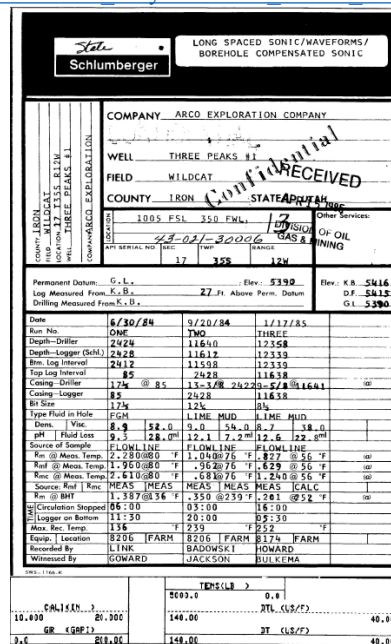 State
Schlumberger
LONG SPACED SONIC/WAVEFORMS/
BOREHOLE COMPENSATED SONIC
COUNTY IRON
FIELD WILDCAT
LOCATION 17 T35S R12W
WELL THREE PEAKS #1
COMPANY ARCO EXPLORATION
COMPANY ARCO EXPLORATION COMPANY
WELL THREE PEAKS #1
FIELD WILDCAT
COUNTY IRON STATE UTAH
Confidential
RECEIVED
DIVISION OF OIL
GAS & MINING
LOCATION
1005 FSL 350 FWL,
43-021-30006
Other Services:
API SERIAL NO SEC TWP RANGE
17 35S 12W
Permanent Datum: G.L. ; Elev.: 5390
Log Measured From K.B. 27 Ft. Above Perm. Datum
Drilling Measured From K.B.
Elev.: K.B. 5416
D.F. 5415
G.L. 5390
Date 6/30/84 9/20/84 1/17/85
Run No. ONE TWO THREE
Depth-Driller 2424 11640 12358
Depth-Logger (Schl.) 2428 11612 12339
Btm. Log Interval 2412 11598 12339
Top Log Interval 85 2428 11638
Casing-Driller 17½ @ 85 13-3/8 2422 9-5/8@11641 @
Casing-Logger 85 2428 11638
Bit Size 17½ 12¼ 8½
Type Fluid in Hole FGM LIME MUD LIME MUD
Dens. Visc. 8.9 52.0 9.0 54.0 8.7 38.0
pH Fluid Loss 9.3 28.0ml 12.1 7.2ml 12.6 22.8ml
Source of Sample FLOWLINE FLOWLINE FLOWLINE
Rm @ Meas. Temp. 2.280@80 °F 1.040@76 °F .827 @ 56 °F @
Rmf @ Meas. Temp. 1.960@80 °F .962@76 °F .629 @ 56 °F @
Rmc @ Meas. Temp. 2.610@80 °F .681@76 °F 1.240@56 °F @
Source: Rmf Rmc MEAS MEAS MEAS MEAS MEAS CALC
Rm @ BHT 1.387@136 °F .350 @239 °F .201 @252 °F @
TIME
Circulation Stopped 06:00 03:00 16:00
Logger on Bottom 11:30 20:00 05:30
Max. Rec. Temp. 136 °F 239 °F 252 °F
Equip. Location 8206 FARM 8206 FARM 8174 FARM
Recorded By LINK BADOWSKI HOWARD
Witnessed By GOWARD JACKSON BULKEMA
SWS-1166-K
TENS(LB )
5000.0 0.0
CALI(IN )
10.000 20.000
DTL (US/F)
140.00 40.0
GR (GAPI)
0.0 200.00
DT (US/F)
140.00 40.0